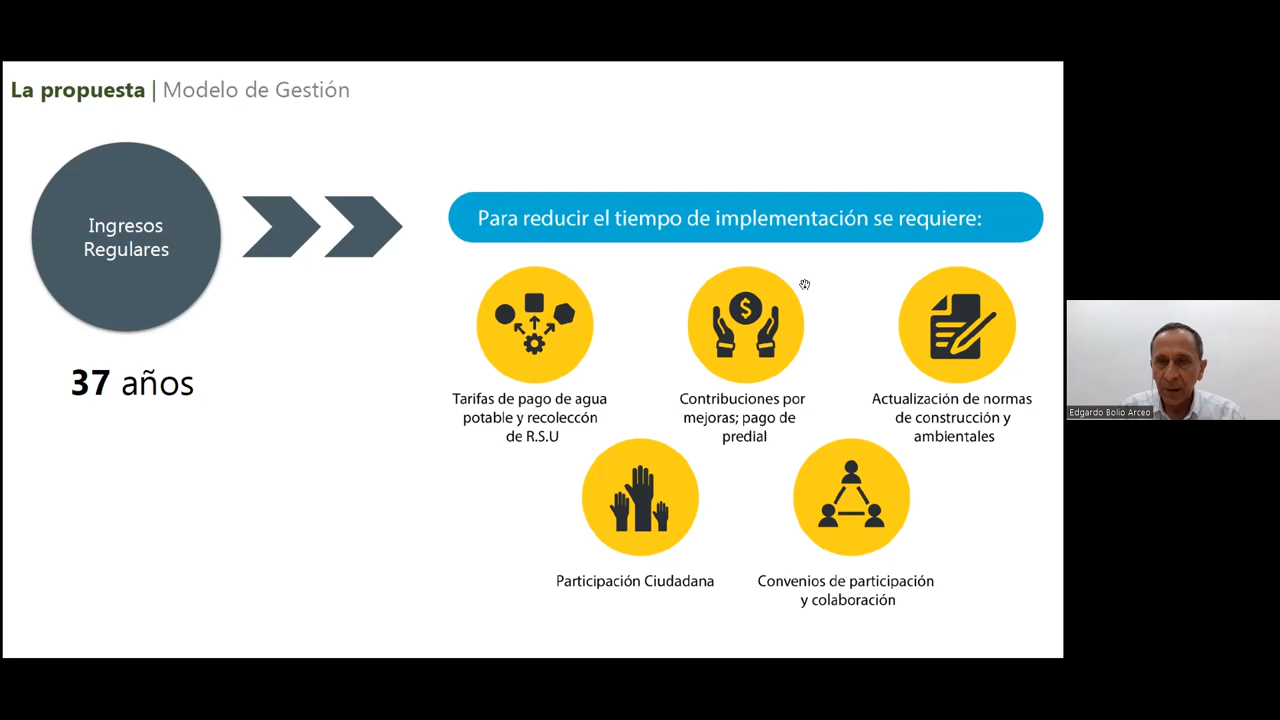 La propuesta | Modelo de Gestión
Ingresos
Regulares
37 años
Para reducir el tiempo de implementación se requiere:
Tarifas de pago de agua
potable y recoleccón
de R.S.U
Contribuciones por
mejoras; pago de
predial
Actualización de normas
de construcción y
ambientales
Participación Ciudadana
Convenios de participación
y colaboración
Edgardo Bolio Arceo